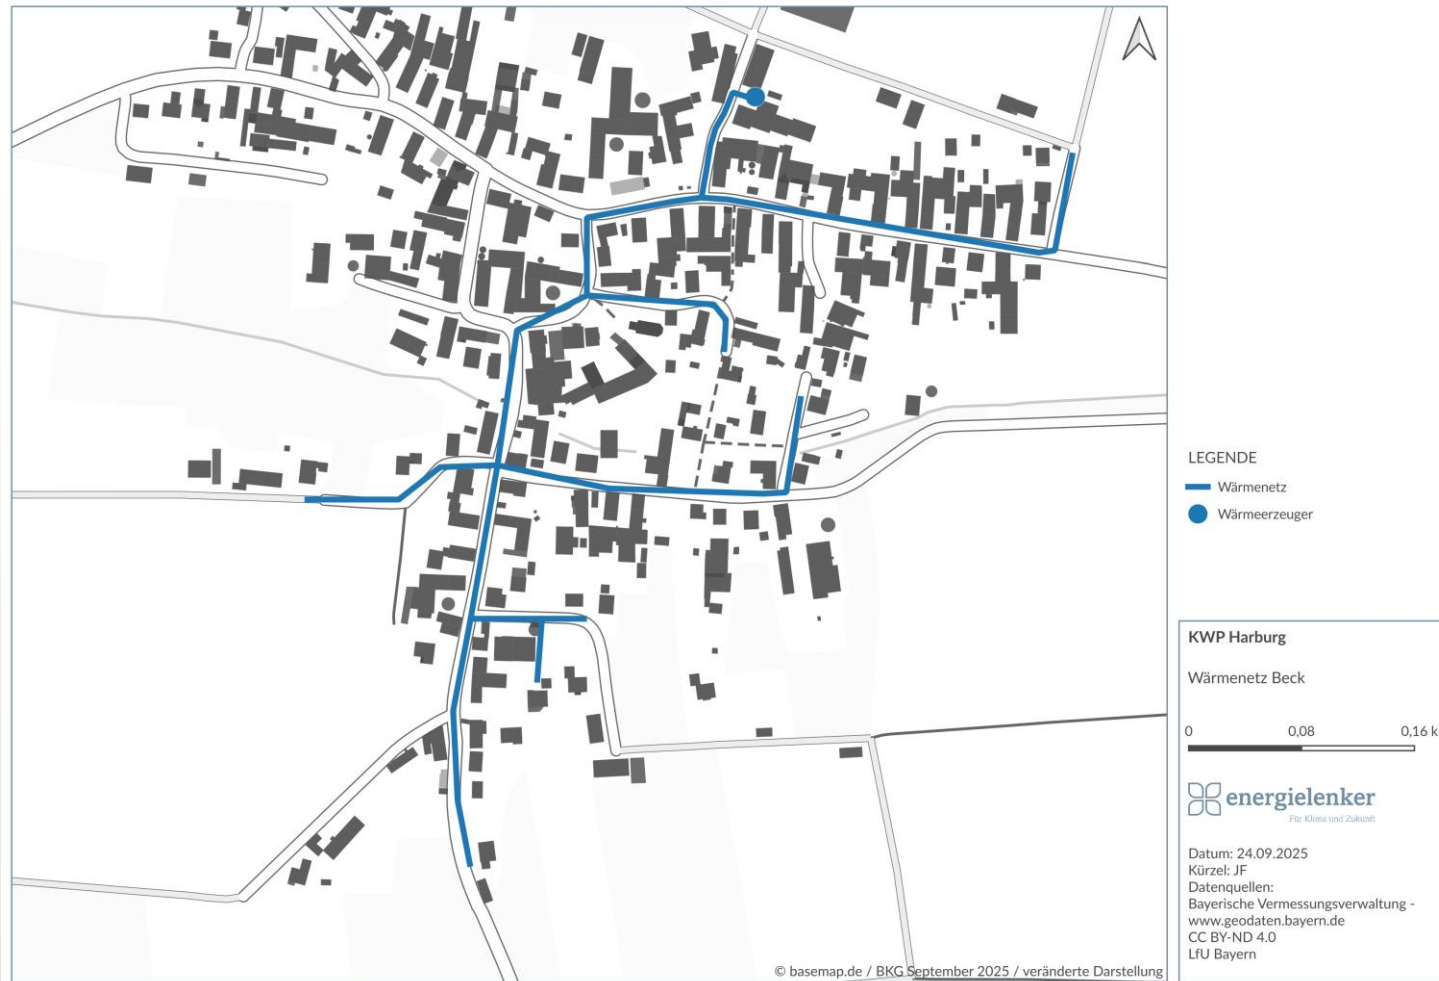 LEGENDE
Wärmenetz
Wärmeerzeuger
KWP Harburg
Wärmenetz Beck
0 0,08 0,16 k
energielenker
Für Klima und Zukunft
Datum: 24.09.2025
Kürzel: JF
Datenquellen:
Bayerische Vermessungsverwaltung -
www.geodaten.bayern.de
CC BY-ND 4.0
LfU Bayern
© basemap.de / BKG September 2025 / veränderte Darstellung